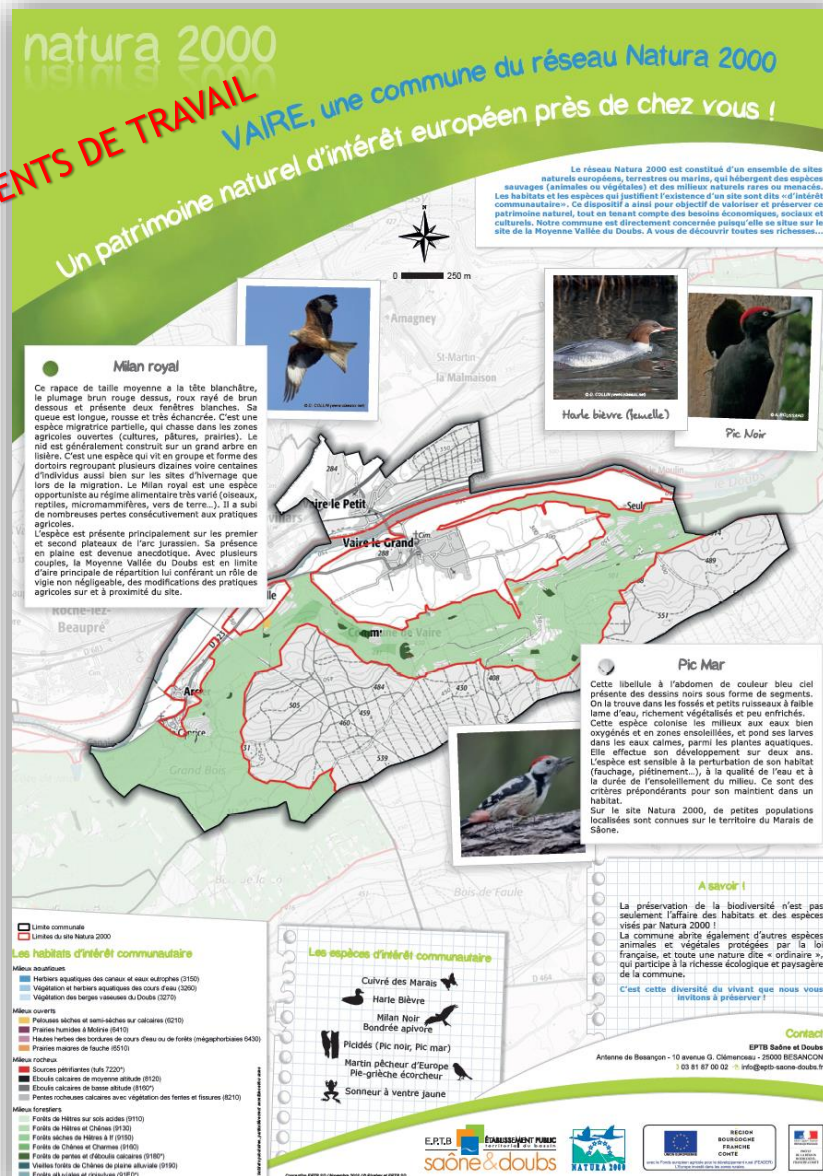 natura 2000
ENTS DE TRAVAIL
VAIRE, une commune du réseau Natura 2000
Un patrimoine naturel d'intérêt européen près de chez vous !
Le réseau Natura 2000 est constitué d'un ensemble de sites
naturels européens, terrestres ou marins, qui hébergent des espèces
sauvages (animales ou végétales) et des milieux naturels rares ou menacés.
Les habitats et les espèces qui justifient l'existence d'un site sont dits «d'intérêt
communautaire». Ce dispositif a ainsi pour objectif de valoriser et préserver ce
patrimoine naturel, tout en tenant compte des besoins économiques, sociaux et
culturels. Notre commune est directement concernée puisqu'elle se situe sur le
site de la Moyenne Vallée du Doubs. A vous de découvrir toutes ses richesses...
0 250 m
Amagney
St-Martin
la Malmaison
Harle bièvre (femelle)
Pic Noir
Milan royal
Ce rapace de taille moyenne a la tête blanchâtre,
le plumage brun rouge dessus, roux rayé de brun
dessous et présente deux fenêtres blanches. Sa
queue est longue, rousse et très échancrée. C'est une
espèce migratrice partielle, qui chasse dans les zones
agricoles ouvertes (cultures, pâtures, prairies). Le
nid est généralement construit sur un grand arbre en
lisière. C'est une espèce qui vit en groupe et forme des
dortoirs regroupant plusieurs dizaines voire centaines
d'individus aussi bien sur les sites d'hivernage que
lors de la migration. Le Milan royal est une espèce
opportuniste au régime alimentaire très varié (oiseaux,
reptiles, micromammifères, vers de terre...). Il a subi
de nombreuses pertes consécutivement aux pratiques
agricoles.
L'espèce est présente principalement sur les premier
et second plateaux de l'arc jurassien. Sa présence
en plaine est devenue anecdotique. Avec plusieurs
couples, la Moyenne Vallée du Doubs est en limite
d'aire principale de répartition lui conférant un rôle de
vigie non négligeable, des modifications des pratiques
agricoles sur et à proximité du site.
284
Vaire le Petit
Vaire le Grand
Cim.
288
Seul
514
489
551
Roche-lez-
Beaupré
D 683
Commune de Vaire
Arc
Caprice
505
484
459
460
430
408
539
Grand Bois
Bois de Foule
D 464
Pic Mar
Cette libellule à l'abdomen de couleur bleu ciel
présente des dessins noirs sous forme de segments.
On la trouve dans les fossés et petits ruisseaux à faible
lame d'eau, richement végétalisés et peu enfrichés.
Cette espèce colonise les milieux aux eaux bien
oxygénés et en zones ensoleillées, et pond ses larves
dans les eaux calmes, parmi les plantes aquatiques.
Elle effectue son développement sur deux ans.
L'espèce est sensible à la perturbation de son habitat
(fauchage, piétinement...), à la qualité de l'eau et à
la durée de l'ensoleillement du milieu. Ce sont des
critères prépondérants pour son maintient dans un
habitat.
Sur le site Natura 2000, de petites populations
localisées sont connues sur le territoire du Marais de
Sâone.
A savoir !
La préservation de la biodiversité n'est pas
seulement l'affaire des habitats et des espèces
visés par Natura 2000 !
La commune abrite également d'autres espèces
animales et végétales protégées par la loi
française, et toute une nature dite « ordinaire »,
qui participe à la richesse écologique et paysagère
de la commune.
C'est cette diversité du vivant que nous vous
invitons à préserver !
Limite communale
Limites du site Natura 2000
Les habitats d'intérêt communautaire
Milieux aquatiques
Herbiers aquatiques des canaux et eaux eutrophes (3150)
Végétation et herbiers aquatiques des cours d'eau (3260)
Végétation des berges vaseuses du Doubs (3270)
Milieux ouverts
Pelouses sèches et semi-sèches sur calcaires (6210)
Prairies humides à Molinie (6410)
Hautes herbes des bordures de cours d'eau ou de forêts (mégaphorbiaies 6430)
Prairies maigres de fauche (6510)
Milieux rocheux
Sources pétrifiantes (tufs 7220*)
Eboulis calcaires de moyenne altitude (8120)
Eboulis calcaires de basse altitude (8160*)
Pentes rocheuses calcaires avec végétation des fentes et fissures (8210)
Milieux forestiers
Forêts de Hêtres sur sols acides (9110)
Forêts de Hêtres et Chênes (9130)
Forêts sèches de Hêtres à If (9150)
Forêts de Chênes et Charmes (9160)
Forêts de pentes et d'éboulis calcaires (9180*)
Vieilles forêts de Chênes de plaine alluviale (9190)
Les espèces d'intérêt communautaire
Cuivré des Marais
Harle Bièvre
Milan Noir
Bondrée apivore
Picidés (Pic noir, Pic mar)
Martin pêcheur d'Europe
Pie-grièche écorcheur
Sonneur à ventre jaune
Contact
EPTB Saône et Doubs
Antenne de Besançon - 10 avenue G. Clémenceau - 25000 BESANCON
03 81 87 00 02 info@eptb-saone-doubs.fr
E.P.T.B
ÉTABLISSEMENT PUBLIC
territorial du bassin
saône & doubs
NATURA 2000
UNION EUROPEENNE
REGION
BOURGOGNE
FRANCHE
COMTE